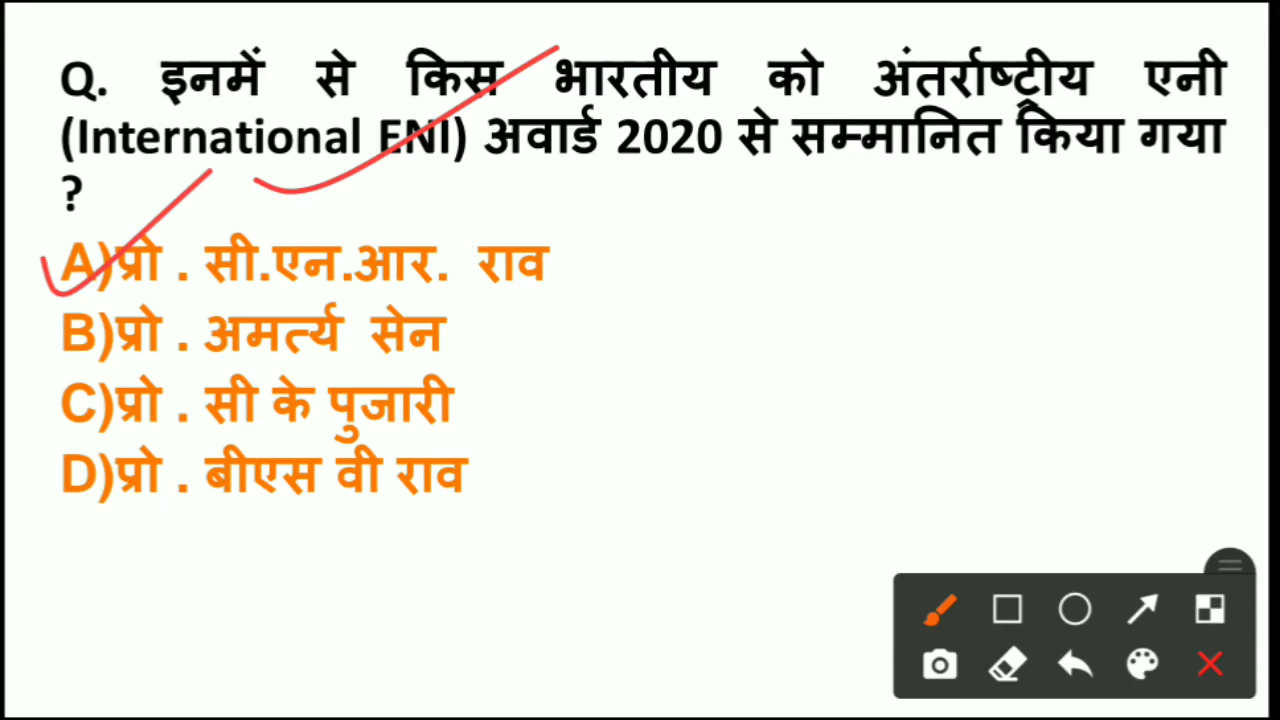 Q. इनमें से किस भारतीय को अंतर्राष्ट्रीय एनी
(International ENI) अवार्ड 2020 से सम्मानित किया गया
?
A)प्रो . सी.एन.आर. राव
B)प्रो . अमर्त्य सेन
C)प्रो . सी के पुजारी
D)प्रो . बीएस वी राव